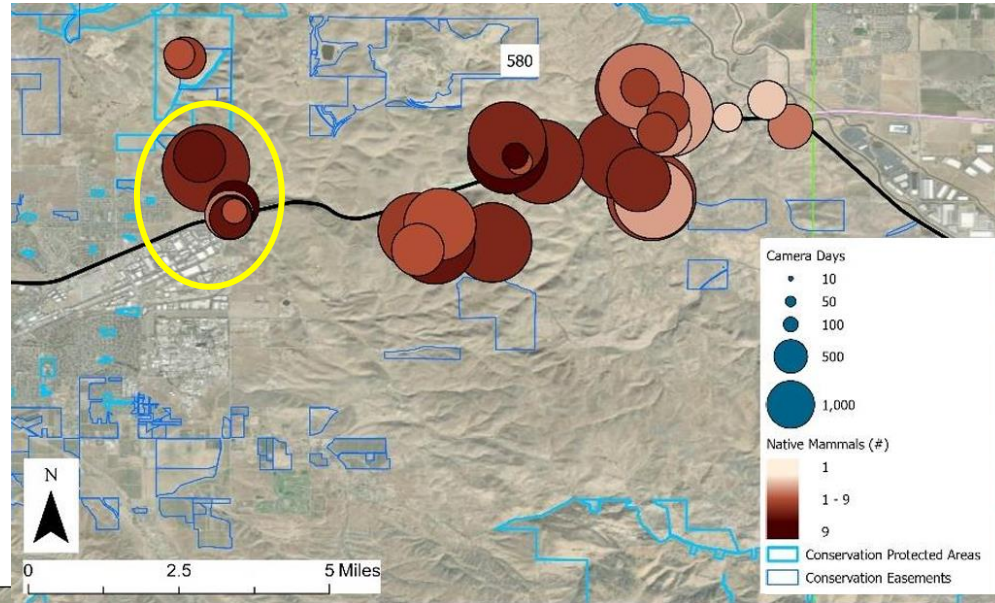 580
Camera Days
10
50
100
500
1,000
Native Mammals (#)
1
1 - 9
9
Conservation Protected Areas
Conservation Easements
N
0 2.5 5 Miles